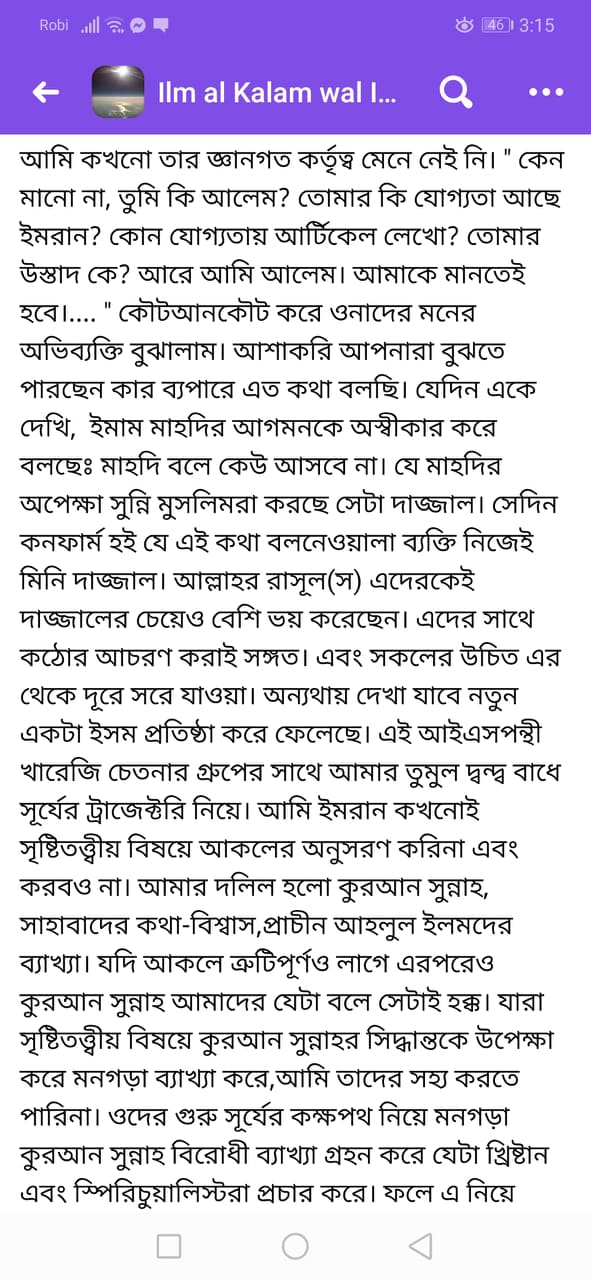 Robi 46 3:15
Ilm al Kalam wal I...
আমি কখনো তার জ্ঞানগত কর্তৃত্ব মেনে নেই নি। " কেন
মানো না, তুমি কি আলেম? তোমার কি যোগ্যতা আছে
ইমরান? কোন যোগ্যতায় আর্টিকেল লেখো? তোমার
উস্তাদ কে? আরে আমি আলেম। আমাকে মানতেই
হবে।.... " কৌটআনকৌট করে ওনাদের মনের
অভিব্যক্তি বুঝালাম। আশাকরি আপনারা বুঝতে
পারছেন কার ব্যপারে এত কথা বলছি। যেদিন একে
দেখি,  ইমাম মাহদির আগমনকে অস্বীকার করে
বলছেঃ মাহদি বলে কেউ আসবে না। যে মাহদির
অপেক্ষা সুন্নি মুসলিমরা করছে সেটা দাজ্জাল। সেদিন
কনফার্ম হই যে এই কথা বলনেওয়ালা ব্যক্তি নিজেই
মিনি দাজ্জাল। আল্লাহর রাসূল(স) এদেরকেই
দাজ্জালের চেয়েও বেশি ভয় করেছেন। এদের সাথে
কঠোর আচরণ করাই সঙ্গত। এবং সকলের উচিত এর
থেকে দূরে সরে যাওয়া। অন্যথায় দেখা যাবে নতুন
একটা ইসম প্রতিষ্ঠা করে ফেলেছে। এই আইএসপন্থী
খারেজি চেতনার গ্রুপের সাথে আমার তুমুল দ্বন্দ্ব বাধে
সূর্যের ট্রাজেক্টরি নিয়ে। আমি ইমরান কখনোই
সৃষ্টিতত্ত্বীয় বিষয়ে আকলের অনুসরণ করিনা এবং
করবও না। আমার দলিল হলো কুরআন সুন্নাহ,
সাহাবাদের কথা-বিশ্বাস,প্রাচীন আহলুল ইলমদের
ব্যাখ্যা। যদি আকলে ত্রুটিপূর্ণও লাগে এরপরেও
কুরআন সুন্নাহ আমাদের যেটা বলে সেটাই হক্ক। যারা
সৃষ্টিতত্ত্বীয় বিষয়ে কুরআন সুন্নাহর সিদ্ধান্তকে উপেক্ষা
করে মনগড়া ব্যাখ্যা করে,আমি তাদের সহ্য করতে
পারিনা। ওদের গুরু সূর্যের কক্ষপথ নিয়ে মনগড়া
কুরআন সুন্নাহ বিরোধী ব্যাখ্যা গ্রহন করে যেটা খ্রিষ্টান
এবং স্পিরিচুয়ালিস্টরা প্রচার করে। ফলে এ নিয়ে